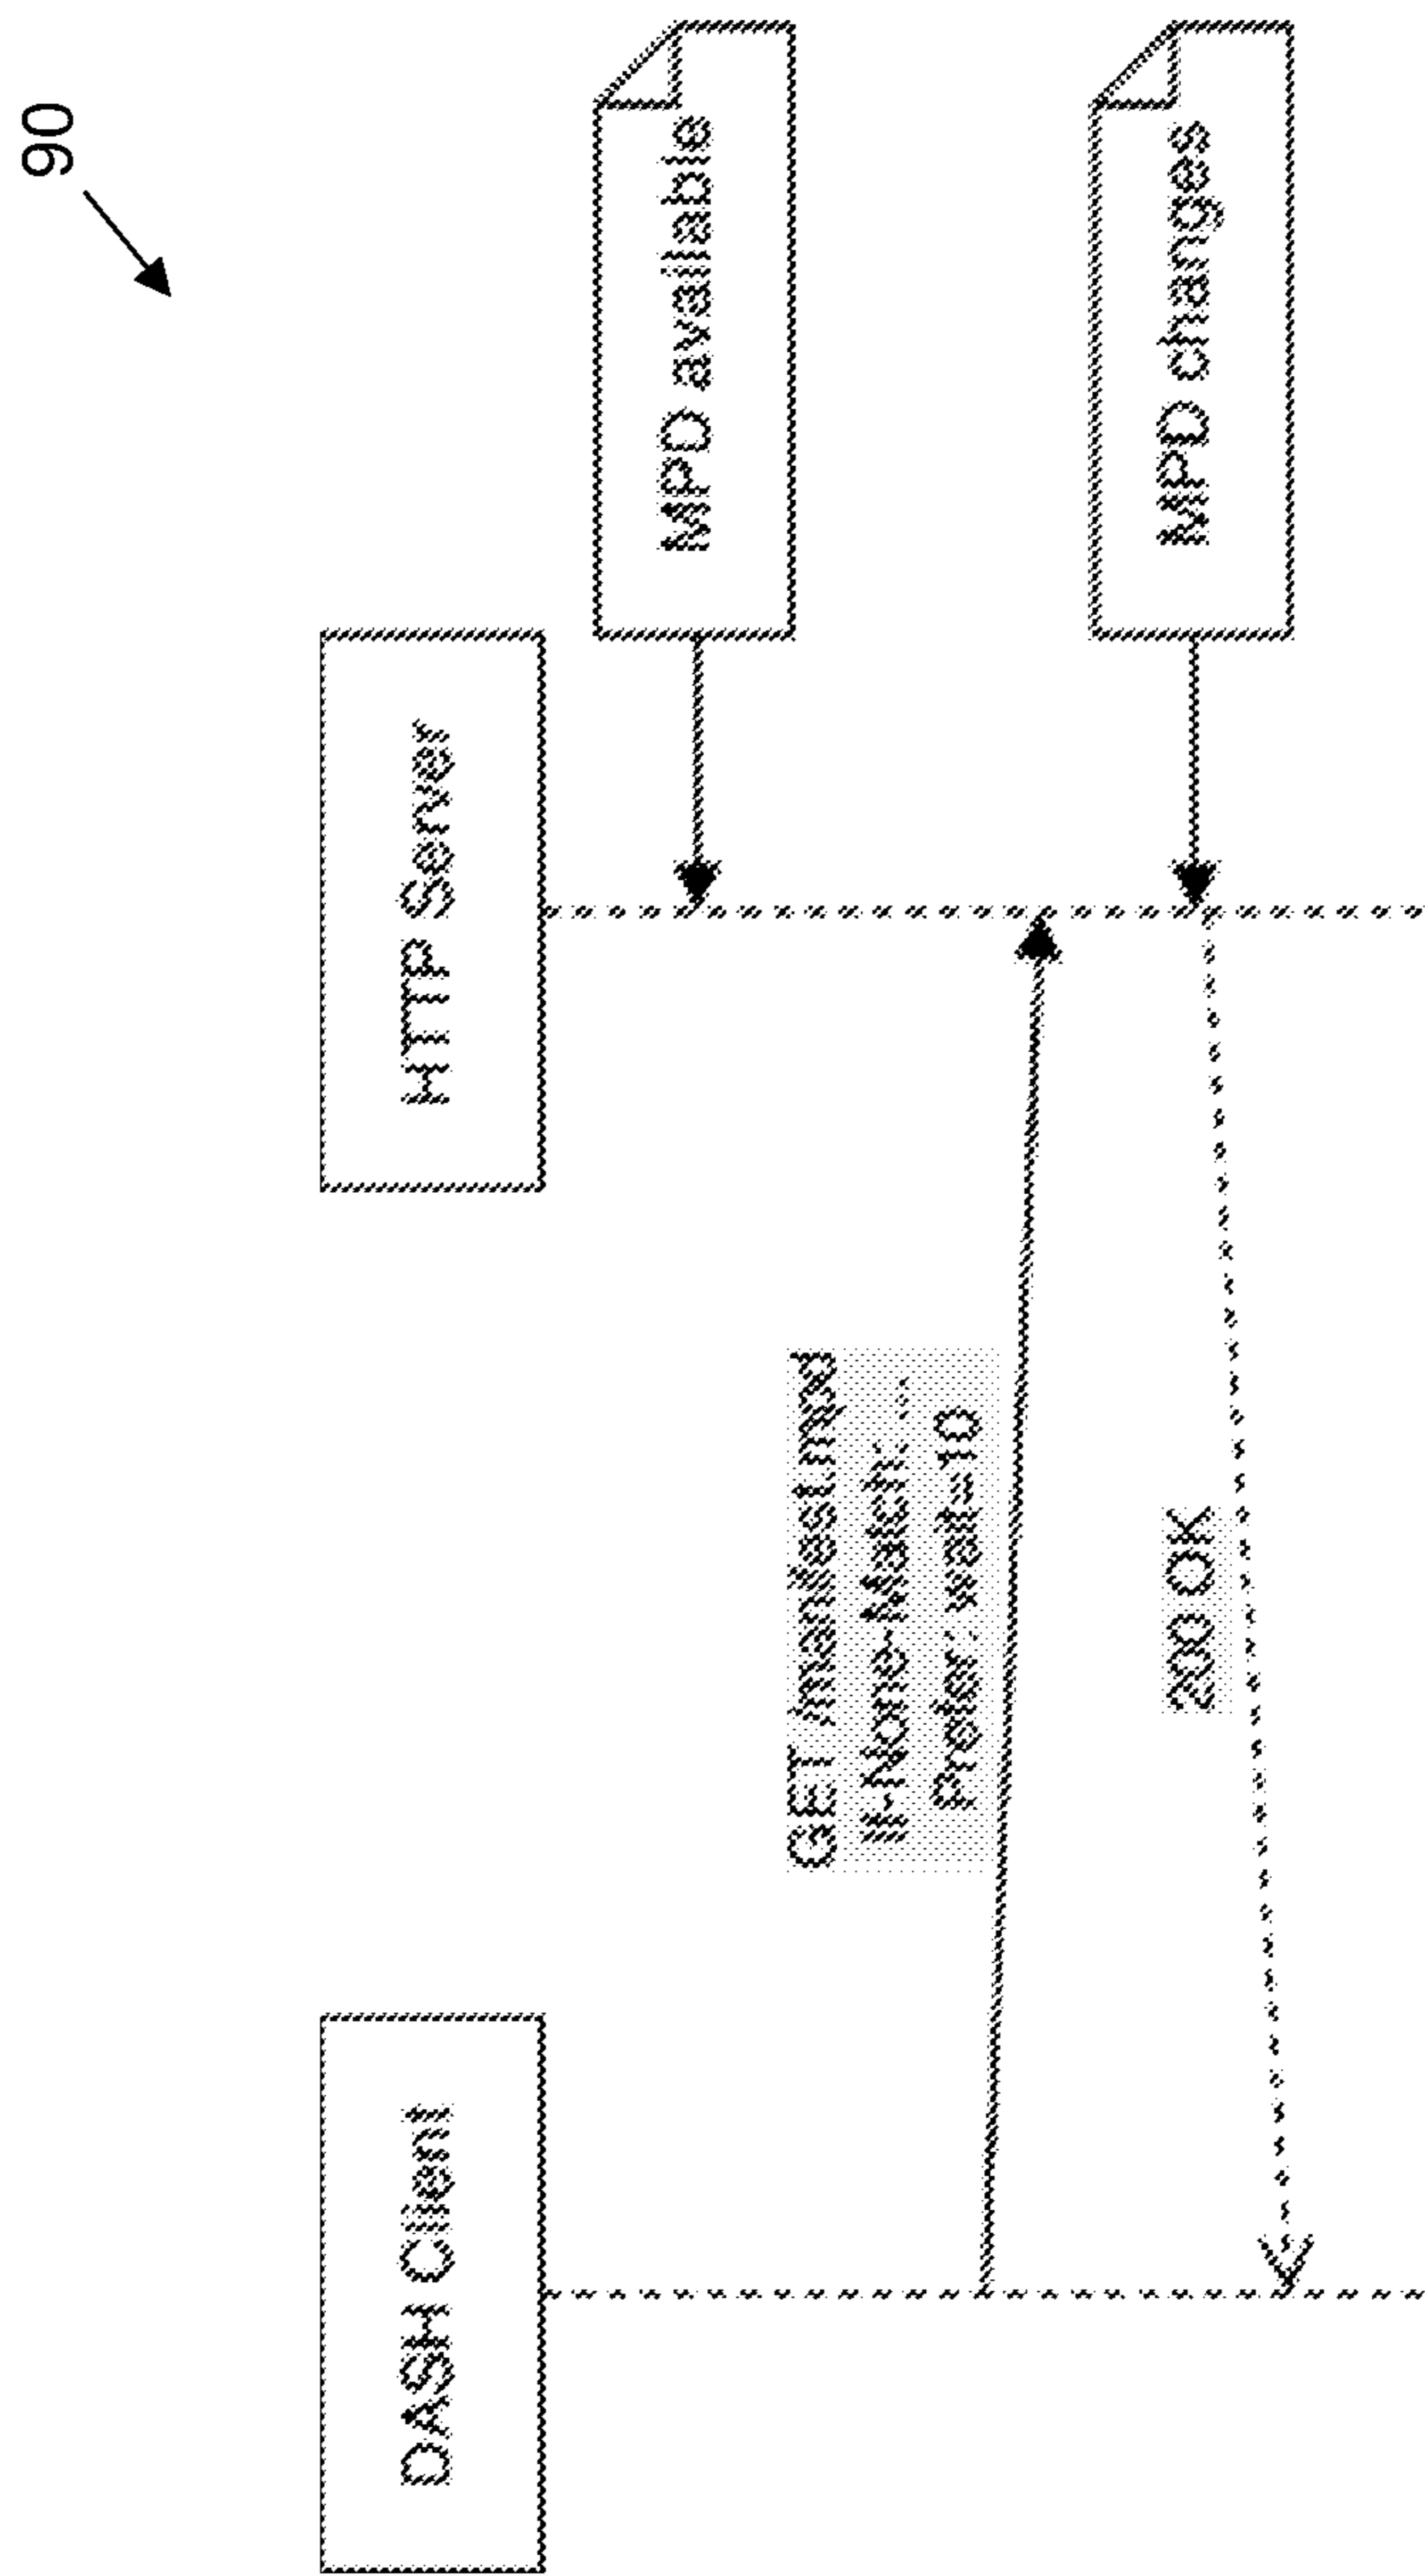 90
DASH Client
HTTP Server
MPD available
GET /manifest.mpd
If-None-Match: ...
Prefer: wait=10
MPD changes
200 OK